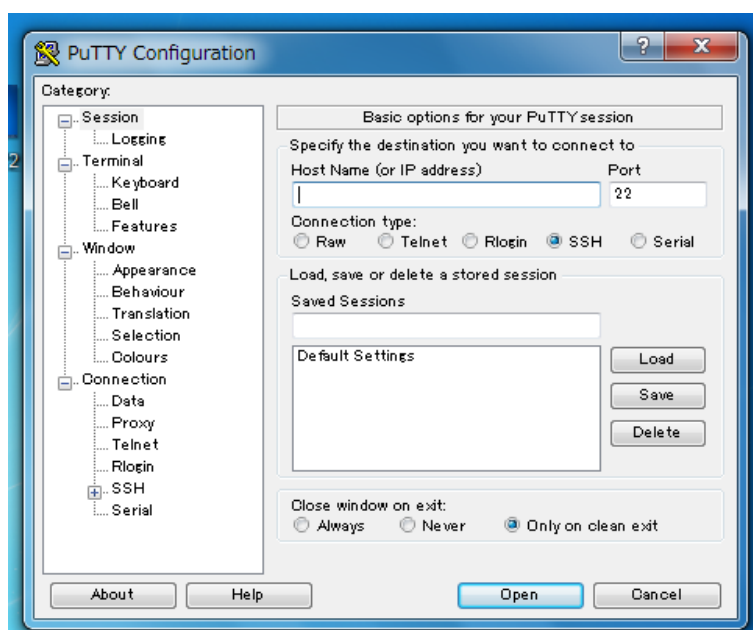 PuTTY Configuration
?
X
2
Category:
Session
Logging
Terminal
Keyboard
Bell
Features
Window
Appearance
Behaviour
Translation
Selection
Colours
Connection
Data
Proxy
Telnet
Rlogin
SSH
Serial
Basic options for your PuTTY session
Specify the destination you want to connect to
Host Name (or IP address) Port
22
Connection type:
Raw Telnet Rlogin SSH Serial
Load, save or delete a stored session
Saved Sessions
Default Settings
Load
Save
Delete
Close window on exit:
Always Never Only on clean exit
About Help Open Cancel